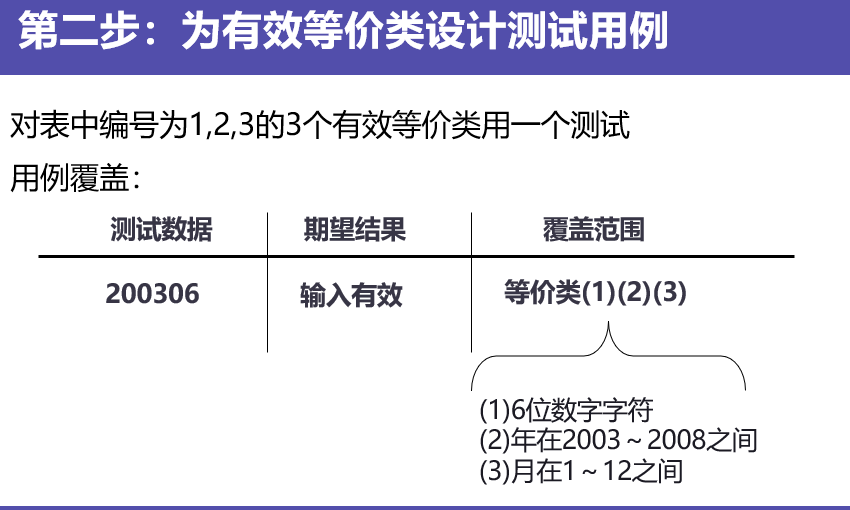 第二步：为有效等价类设计测试用例
对表中编号为1,2,3的3个有效等价类用一个测试
用例覆盖：
测试数据 期望结果 覆盖范围
200306 输入有效 等价类(1)(2)(3)
(1)6位数字字符
(2)年在2003～2008之间
(3)月在1～12之间